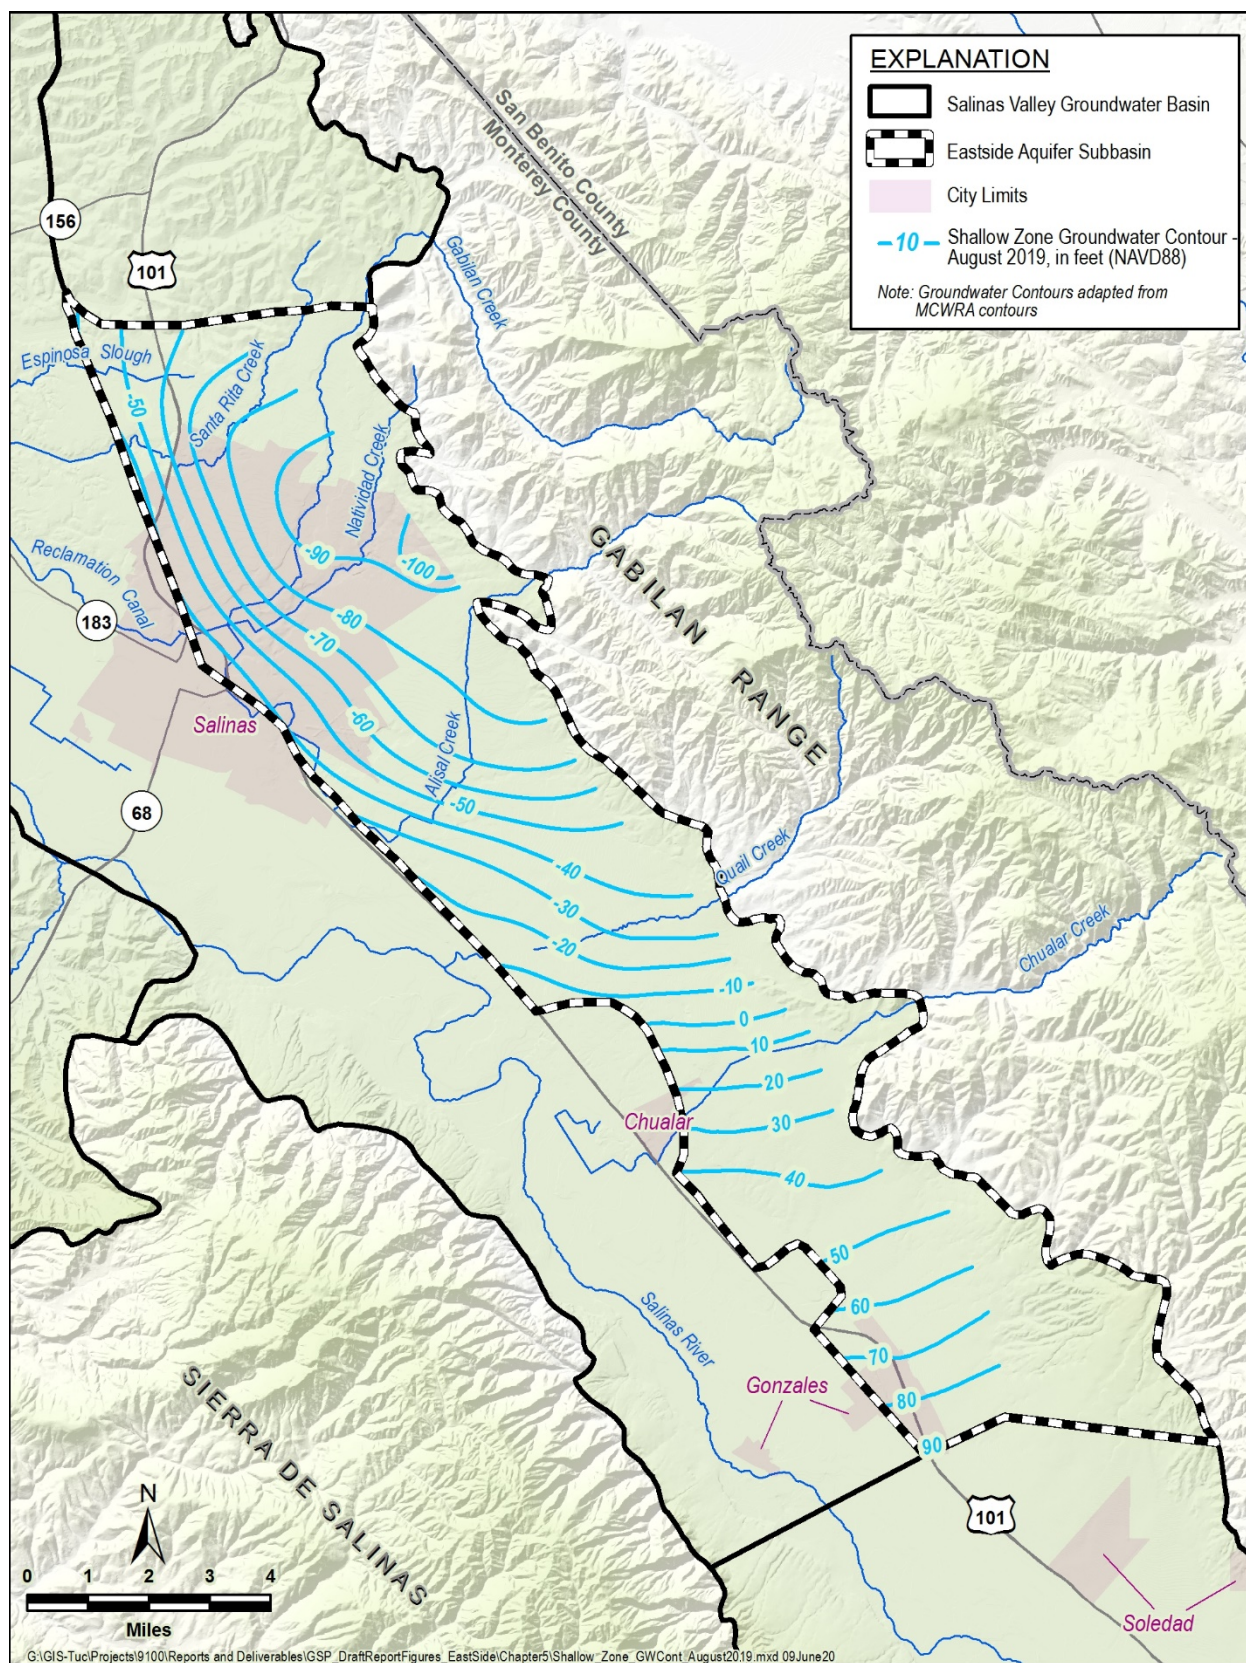 EXPLANATION
Salinas Valley Groundwater Basin
Eastside Aquifer Subbasin
City Limits
-10
Shallow Zone Groundwater Contour -
August 2019, in feet (NAVD88)
Note: Groundwater Contours adapted from
MCWRA contours
San Benito County
Monterey County
156
101
Gabilan Creek
Espinosa Slough
Santa Rita Creek
-50
Natividad Creek
Reclamation Canal
183
-90
-100
GABILAN RANGE
-80
-70
Salinas
-60
Alisal Creek
68
-50
-40
Quail Creek
-30
-20
Chualar Creek
-10
0
10
20
Chualar
30
40
50
60
Salinas River
70
Gonzales
80
90
SIERRA DE SALINAS
101
Soledad
N
0 1 2 3 4
Miles
G:\GIS-Tuc\Projects\9100\Reports and Deliverables\GSP_DraftReportFigures_EastSide\Chapter5\Shallow_Zone_GWCont_August2019.mxd 09June20